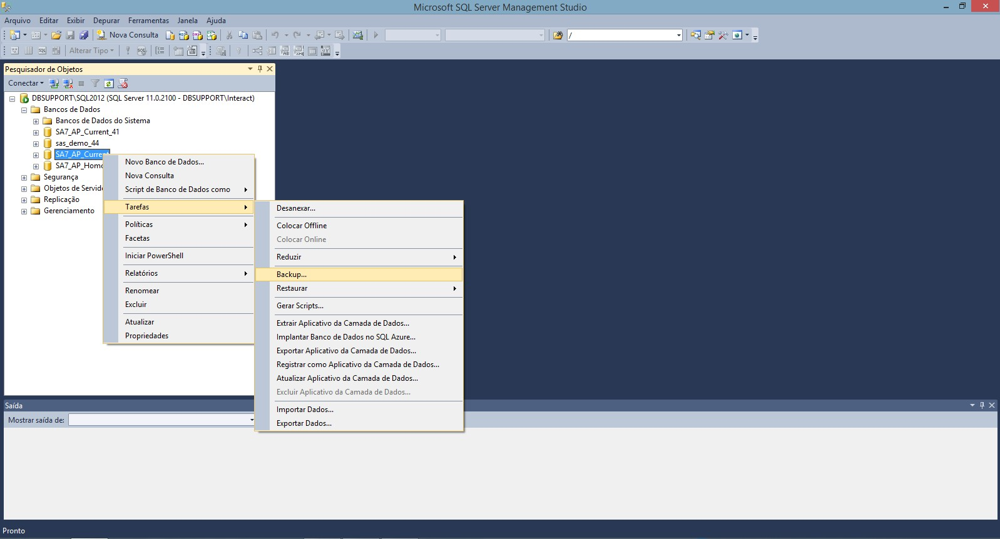 Microsoft SQL Server Management Studio
Arquivo Editar Exibir Depurar Ferramentas Janela Ajuda
Nova Consulta
/
Alterar Tipo
Pesquisador de Objetos
Conectar
DBSUPPORT\SQL2012 (SQL Server 11.0.2100 - DBSUPPORT\Interact)
Bancos de Dados
Bancos de Dados do Sistema
SA7_AP_Current_41
sas_demo_44
SA7_AP_Current
SA7_AP_Homo
Segurança
Objetos de Servido
Replicação
Gerenciamento
Novo Banco de Dados...
Nova Consulta
Script de Banco de Dados como
Tarefas
Políticas
Facetas
Iniciar PowerShell
Relatórios
Renomear
Excluir
Atualizar
Propriedades
Desanexar...
Colocar Offline
Colocar Online
Reduzir
Backup...
Restaurar
Gerar Scripts...
Extrair Aplicativo da Camada de Dados...
Implantar Banco de Dados no SQL Azure...
Exportar Aplicativo da Camada de Dados...
Registrar como Aplicativo da Camada de Dados...
Atualizar Aplicativo da Camada de Dados...
Excluir Aplicativo da Camada de Dados...
Importar Dados...
Exportar Dados...
Saída
Mostrar saída de:
Pronto